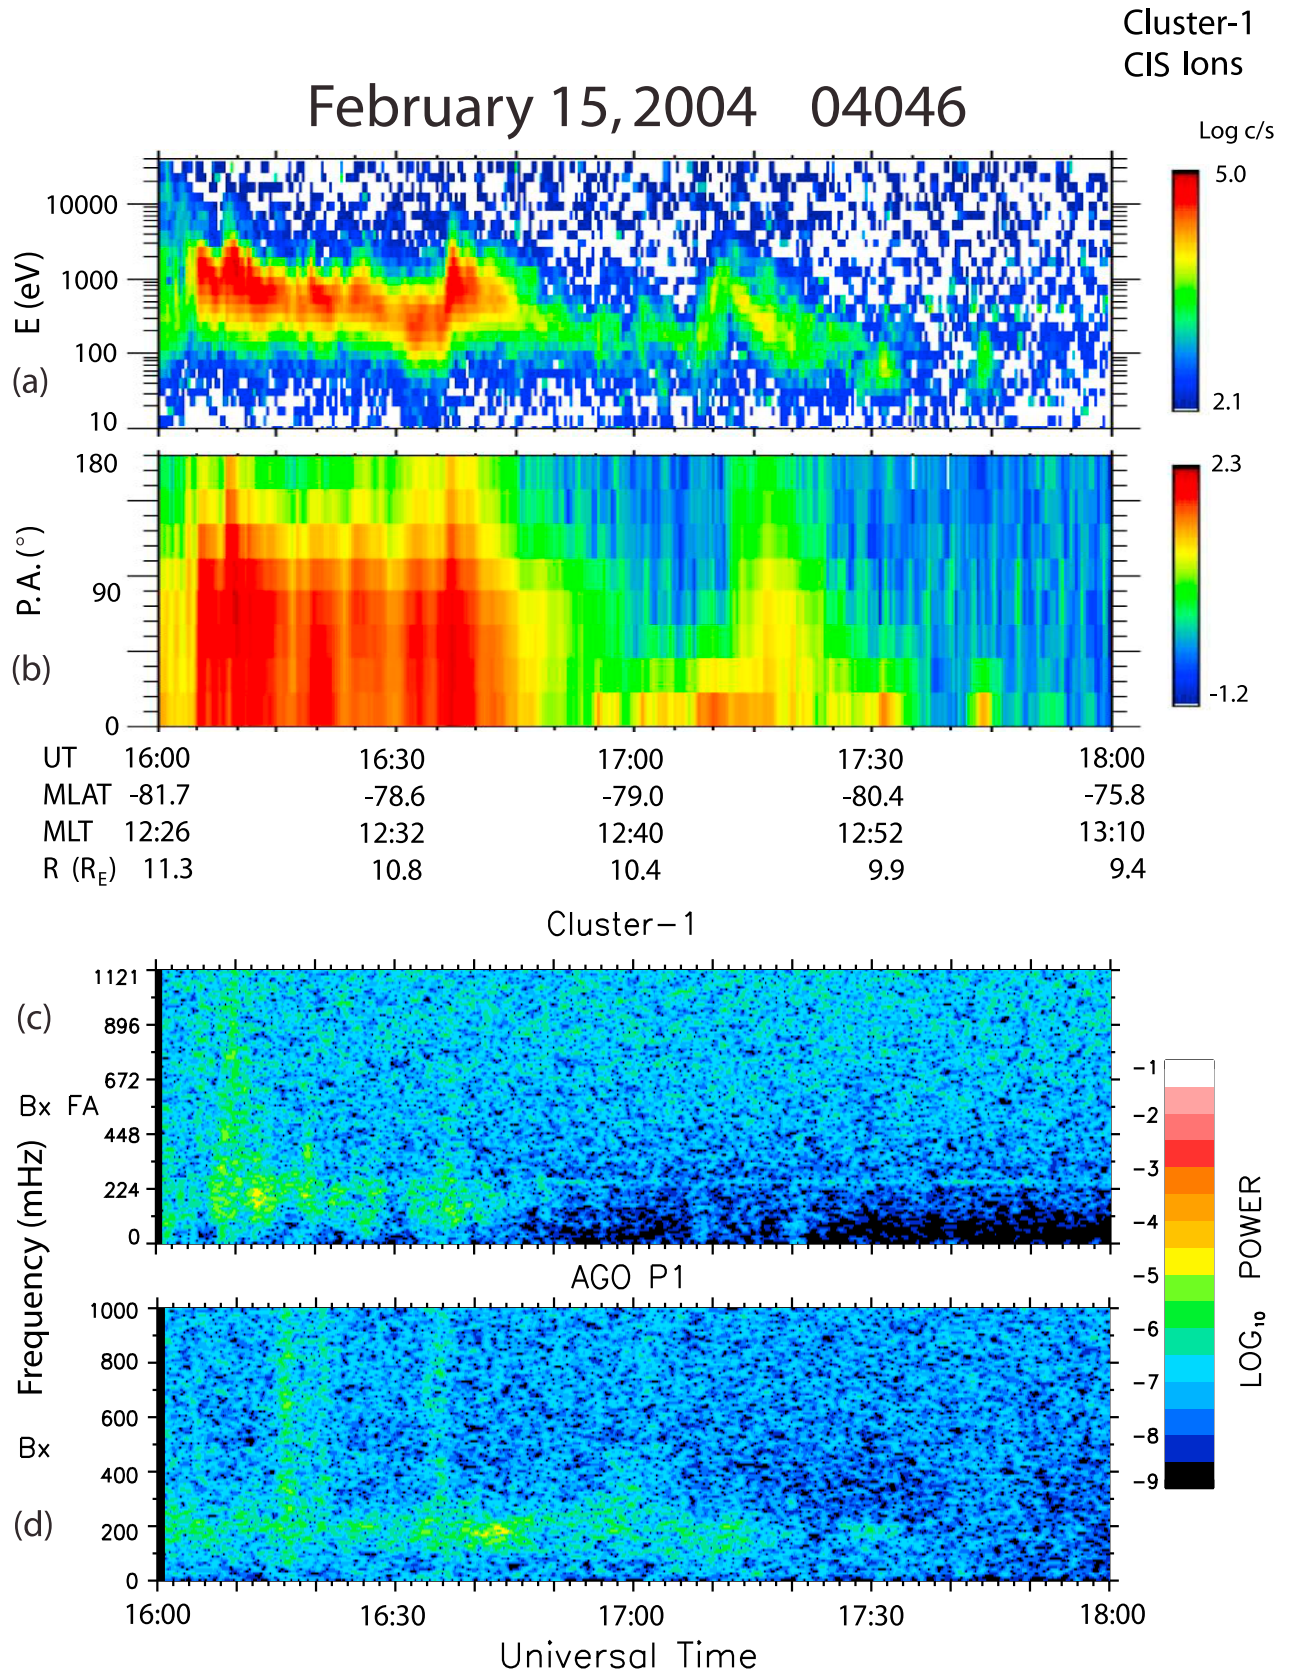 Cluster-1
CIS Ions
February 15, 2004 04046
Log c/s
5.0
2.1
E (eV)
(a)
10000
1000
100
10
2.3
-1.2
P.A. (°)
(b)
180
90
0
UT 16:00 16:30 17:00 17:30 18:00
MLAT -81.7 -78.6 -79.0 -80.4 -75.8
MLT 12:26 12:32 12:40 12:52 13:10
R (RE) 11.3 10.8 10.4 9.9 9.4
Cluster-1
(c)
Bx FA
1121
896
672
448
224
0
Frequency (mHz)
AGO P1
Bx
(d)
1000
800
600
400
200
0
-1
-2
-3
-4
-5
-6
-7
-8
-9
LOG₁₀ POWER
16:00 16:30 17:00 17:30 18:00
Universal Time